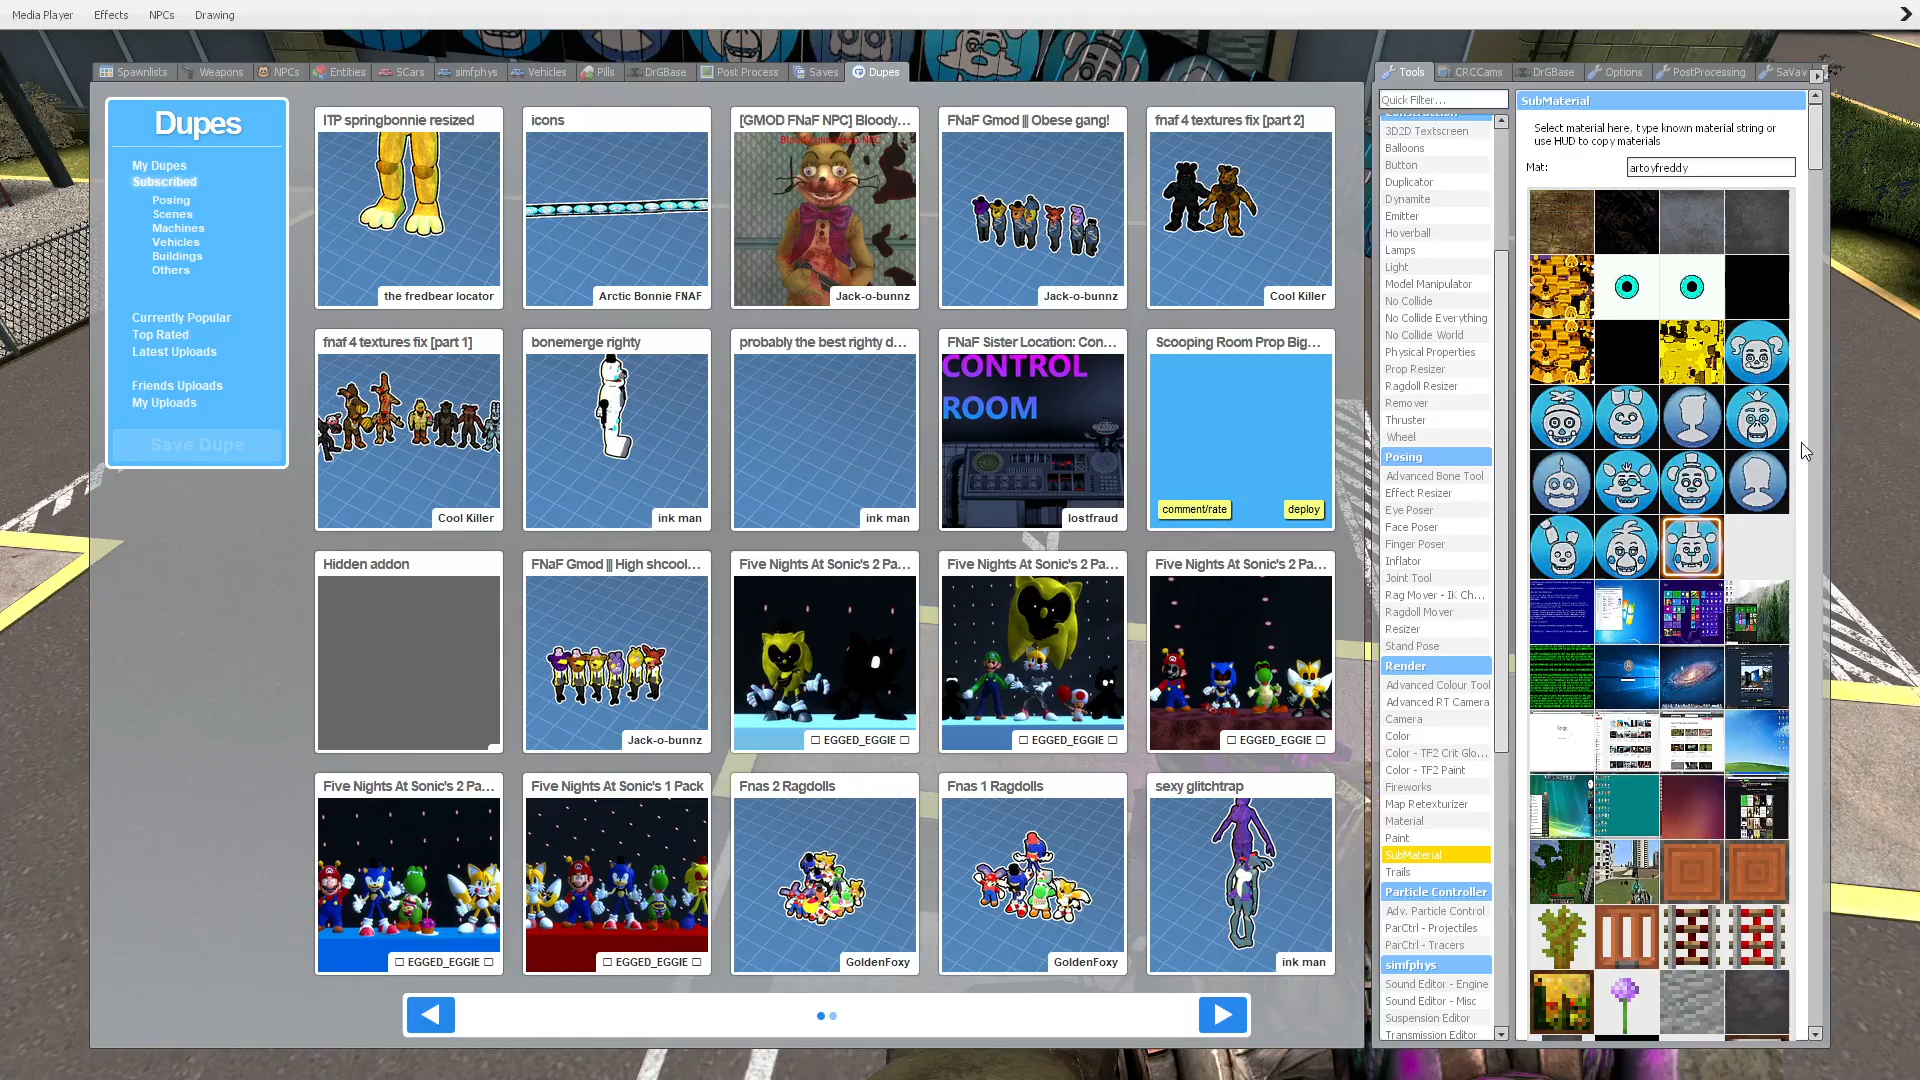 Media Player Effects NPCs Drawing
Spawnlists Weapons NPCs Entities SCars simfphys Vehicles Pills DrGBase Post Process Saves Dupes
Dupes
My Dupes
Subscribed
Posing
Scenes
Machines
Vehicles
Buildings
Others
Currently Popular
Top Rated
Latest Uploads
Friends Uploads
My Uploads
Save Dupe
ITP springbonnie resized
the fredbear locator
icons
Arctic Bonnie FNAF
[GMOD FNaF NPC] Bloody...
Jack-o-bunnz
FNaF Gmod ||| Obese gang!
Jack-o-bunnz
fnaf 4 textures fix [part 2]
Cool Killer
fnaf 4 textures fix [part 1]
Cool Killer
bonemerge righty
ink man
probably the best righty d...
ink man
FNaF Sister Location: Con...
CONTROL
ROOM
lostfraud
Scooping Room Prop Big...
comment/rate
deploy
Hidden addon
FNaF Gmod ||| High shcool...
Jack-o-bunnz
Five Nights At Sonic's 2 Pa...
☐ EGGED_EGGIE ☐
Five Nights At Sonic's 2 Pa...
☐ EGGED_EGGIE ☐
Five Nights At Sonic's 2 Pa...
☐ EGGED_EGGIE ☐
Five Nights At Sonic's 2 Pa...
☐ EGGED_EGGIE ☐
Five Nights At Sonic's 1 Pack
☐ EGGED_EGGIE ☐
Fnas 2 Ragdolls
GoldenFoxy
Fnas 1 Ragdolls
GoldenFoxy
sexy glitchtrap
ink man
Tools CRCCams DrGBase Options PostProcessing SaVav
Quick Filter...
Construction
3D2D Textscreen
Balloons
Button
Duplicator
Dynamite
Emitter
Hoverball
Lamps
Light
Model Manipulator
No Collide
No Collide Everything
No Collide World
Physical Properties
Prop Resizer
Ragdoll Resizer
Remover
Thruster
Wheel
Posing
Advanced Bone Tool
Effect Resizer
Eye Poser
Face Poser
Finger Poser
Inflator
Joint Tool
Rag Mover - IK Ch...
Ragdoll Mover
Resizer
Stand Pose
Render
Advanced Colour Tool
Advanced RT Camera
Camera
Color
Color - TF2 Crit Glo...
Color - TF2 Paint
Fireworks
Map Retexturizer
Material
Paint
SubMaterial
Trails
Particle Controller
Adv. Particle Control
ParCtrl - Projectiles
ParCtrl - Tracers
simfphys
Sound Editor - Engine
Sound Editor - Misc
Suspension Editor
Transmission Editor
SubMaterial
Select material here, type known material string or
use HUD to copy materials
Mat: artoyfreddy